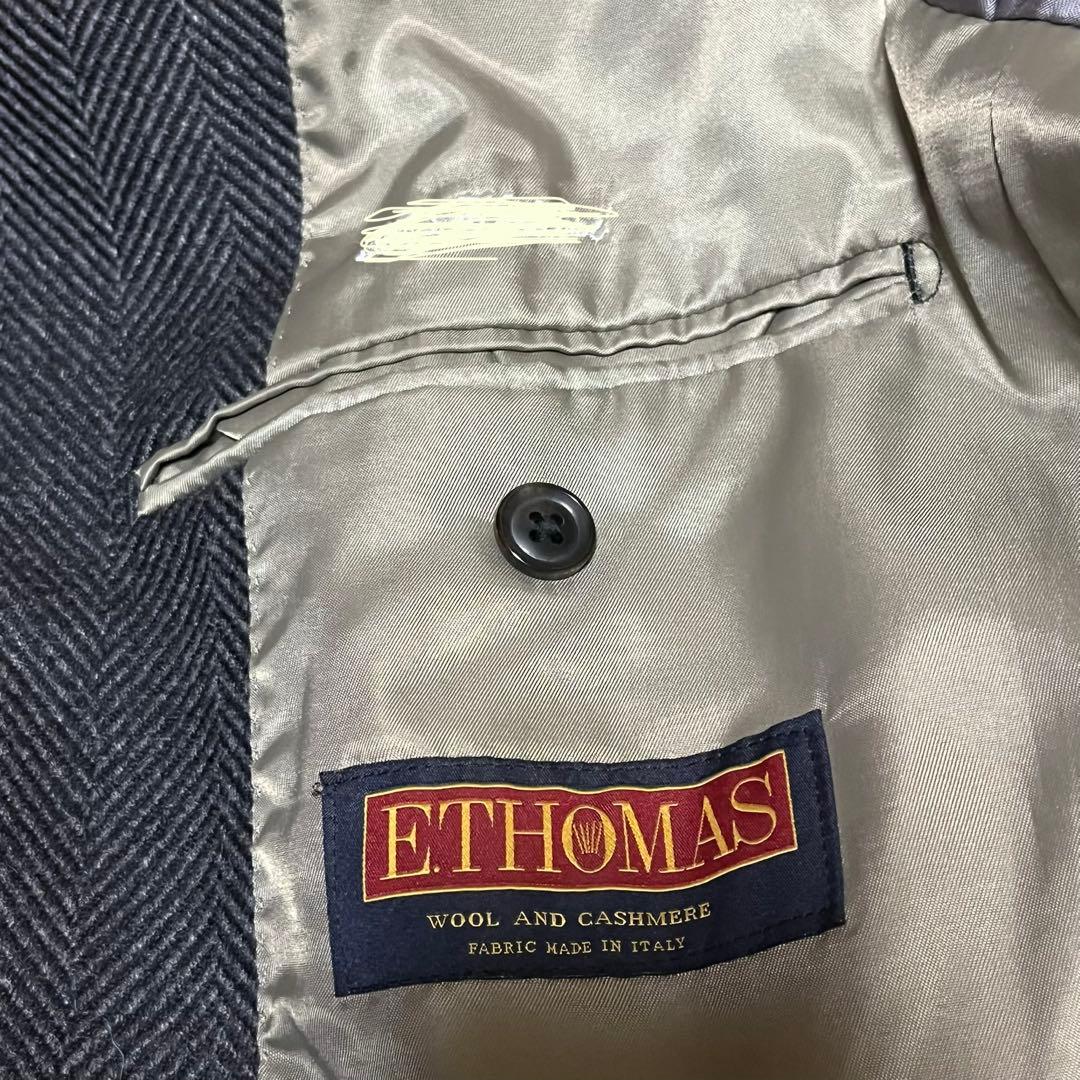 E.THOMAS
WOOL AND CASHMERE
FABRIC MADE IN ITALY